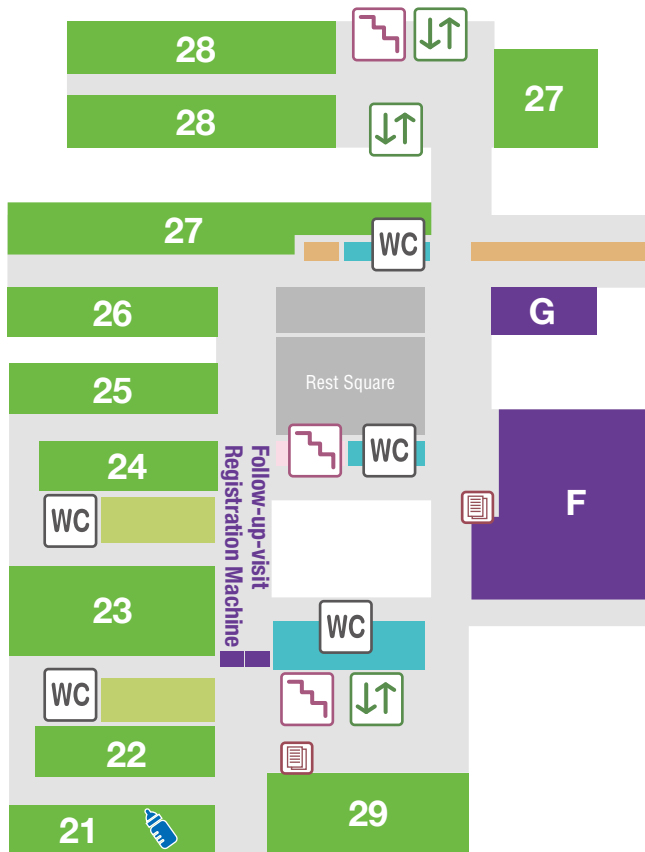 28
27
28
27
WC
26
G
Rest Square
25
WC
24
Follow-up-visit
Registration Machine
F
WC
23
WC
WC
22
21
29